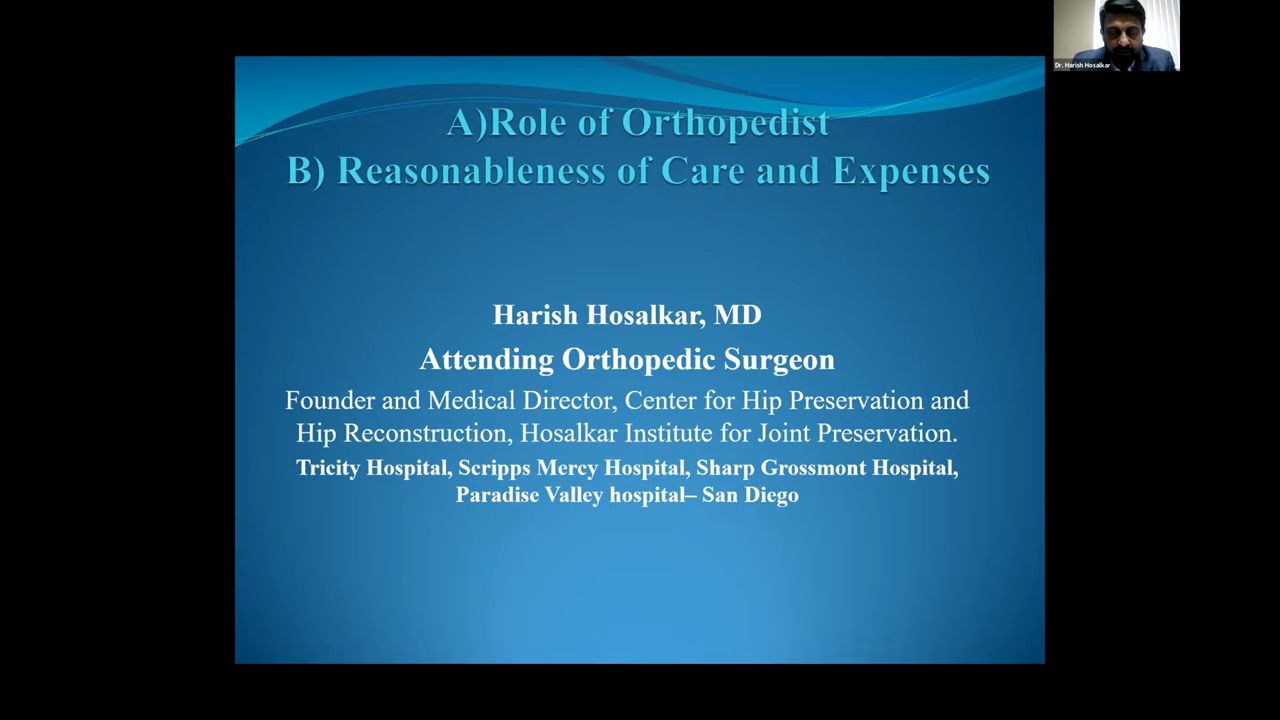 Dr. Harish Hosalkar
A)Role of Orthopedist
B) Reasonableness of Care and Expenses
Harish Hosalkar, MD
Attending Orthopedic Surgeon
Founder and Medical Director, Center for Hip Preservation and
Hip Reconstruction, Hosalkar Institute for Joint Preservation.
Tricity Hospital, Scripps Mercy Hospital, Sharp Grossmont Hospital,
Paradise Valley hospital– San Diego